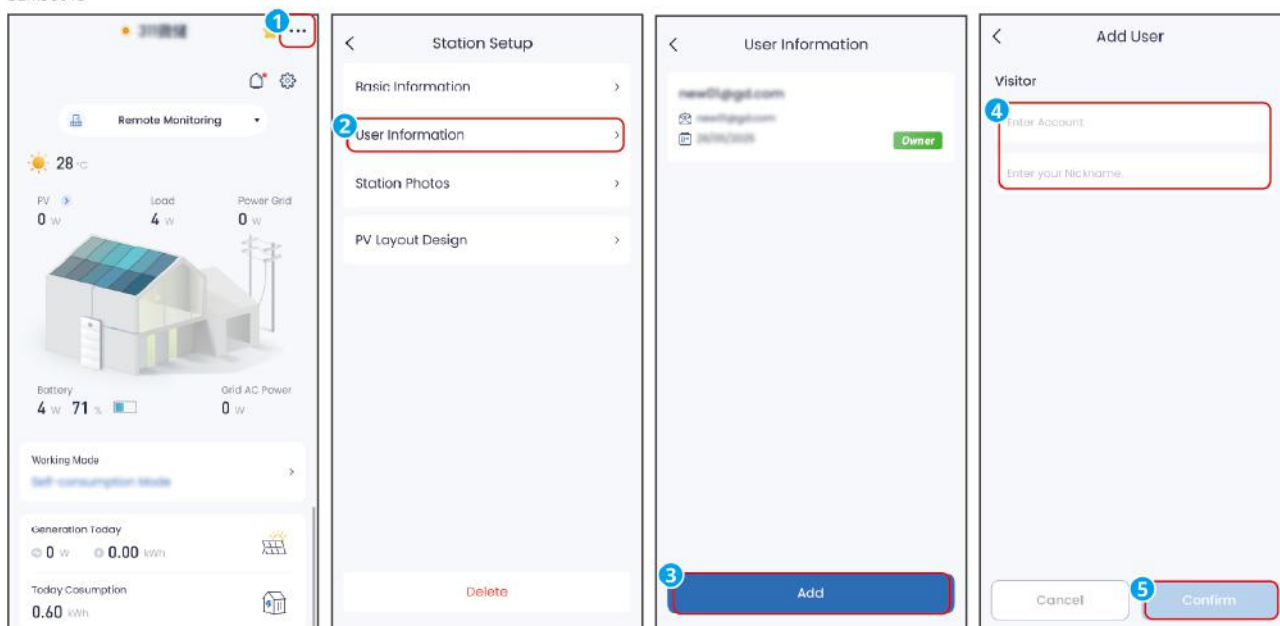 1
...
Remote Monitoring
28 °C
PV Load Power Grid
0 W 4 W 0 W
Battery Grid AC Power
4 W 71 % 0 W
Working Mode
Self-consumption Mode
Generation Today
0 W 0.00 kWh
Today Cosumption
0.60 kWh
Station Setup
Basic Information
2
User Information
Station Photos
PV Layout Design
Delete
User Information
Owner
3
Add
Add User
Visitor
4
Enter Account
Enter your Nickname.
Cancel
5
Confirm